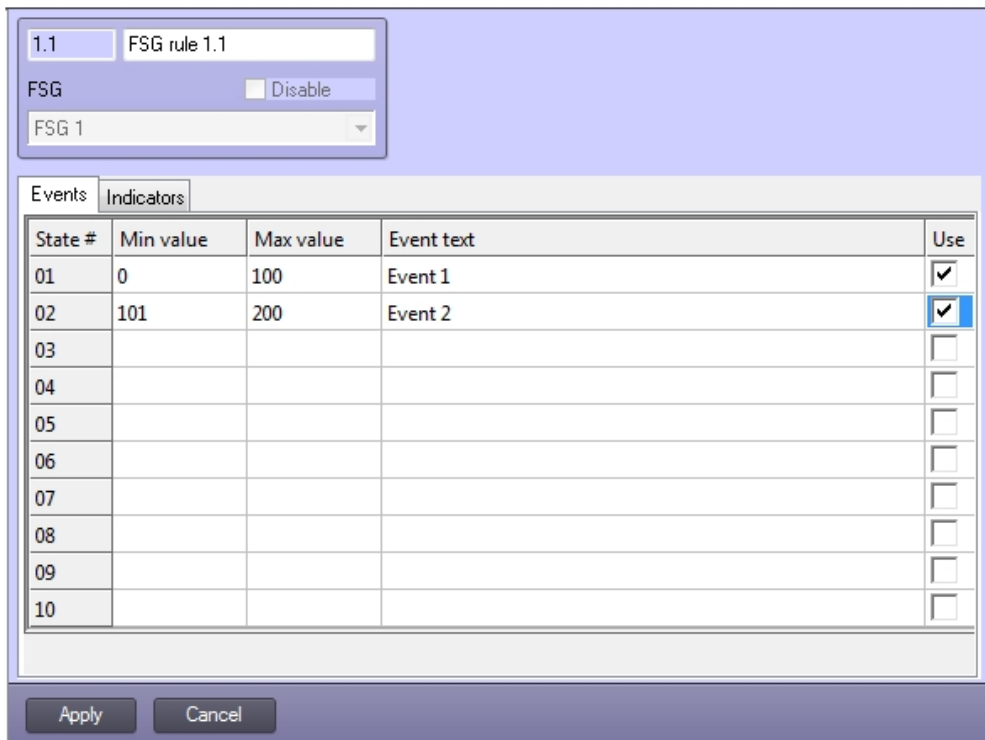 1.1 FSG rule 1.1
FSG Disable
FSG 1
Events Indicators
State # Min value Max value Event text Use
01 0 100 Event 1
02 101 200 Event 2
03
04
05
06
07
08
09
10
Apply Cancel